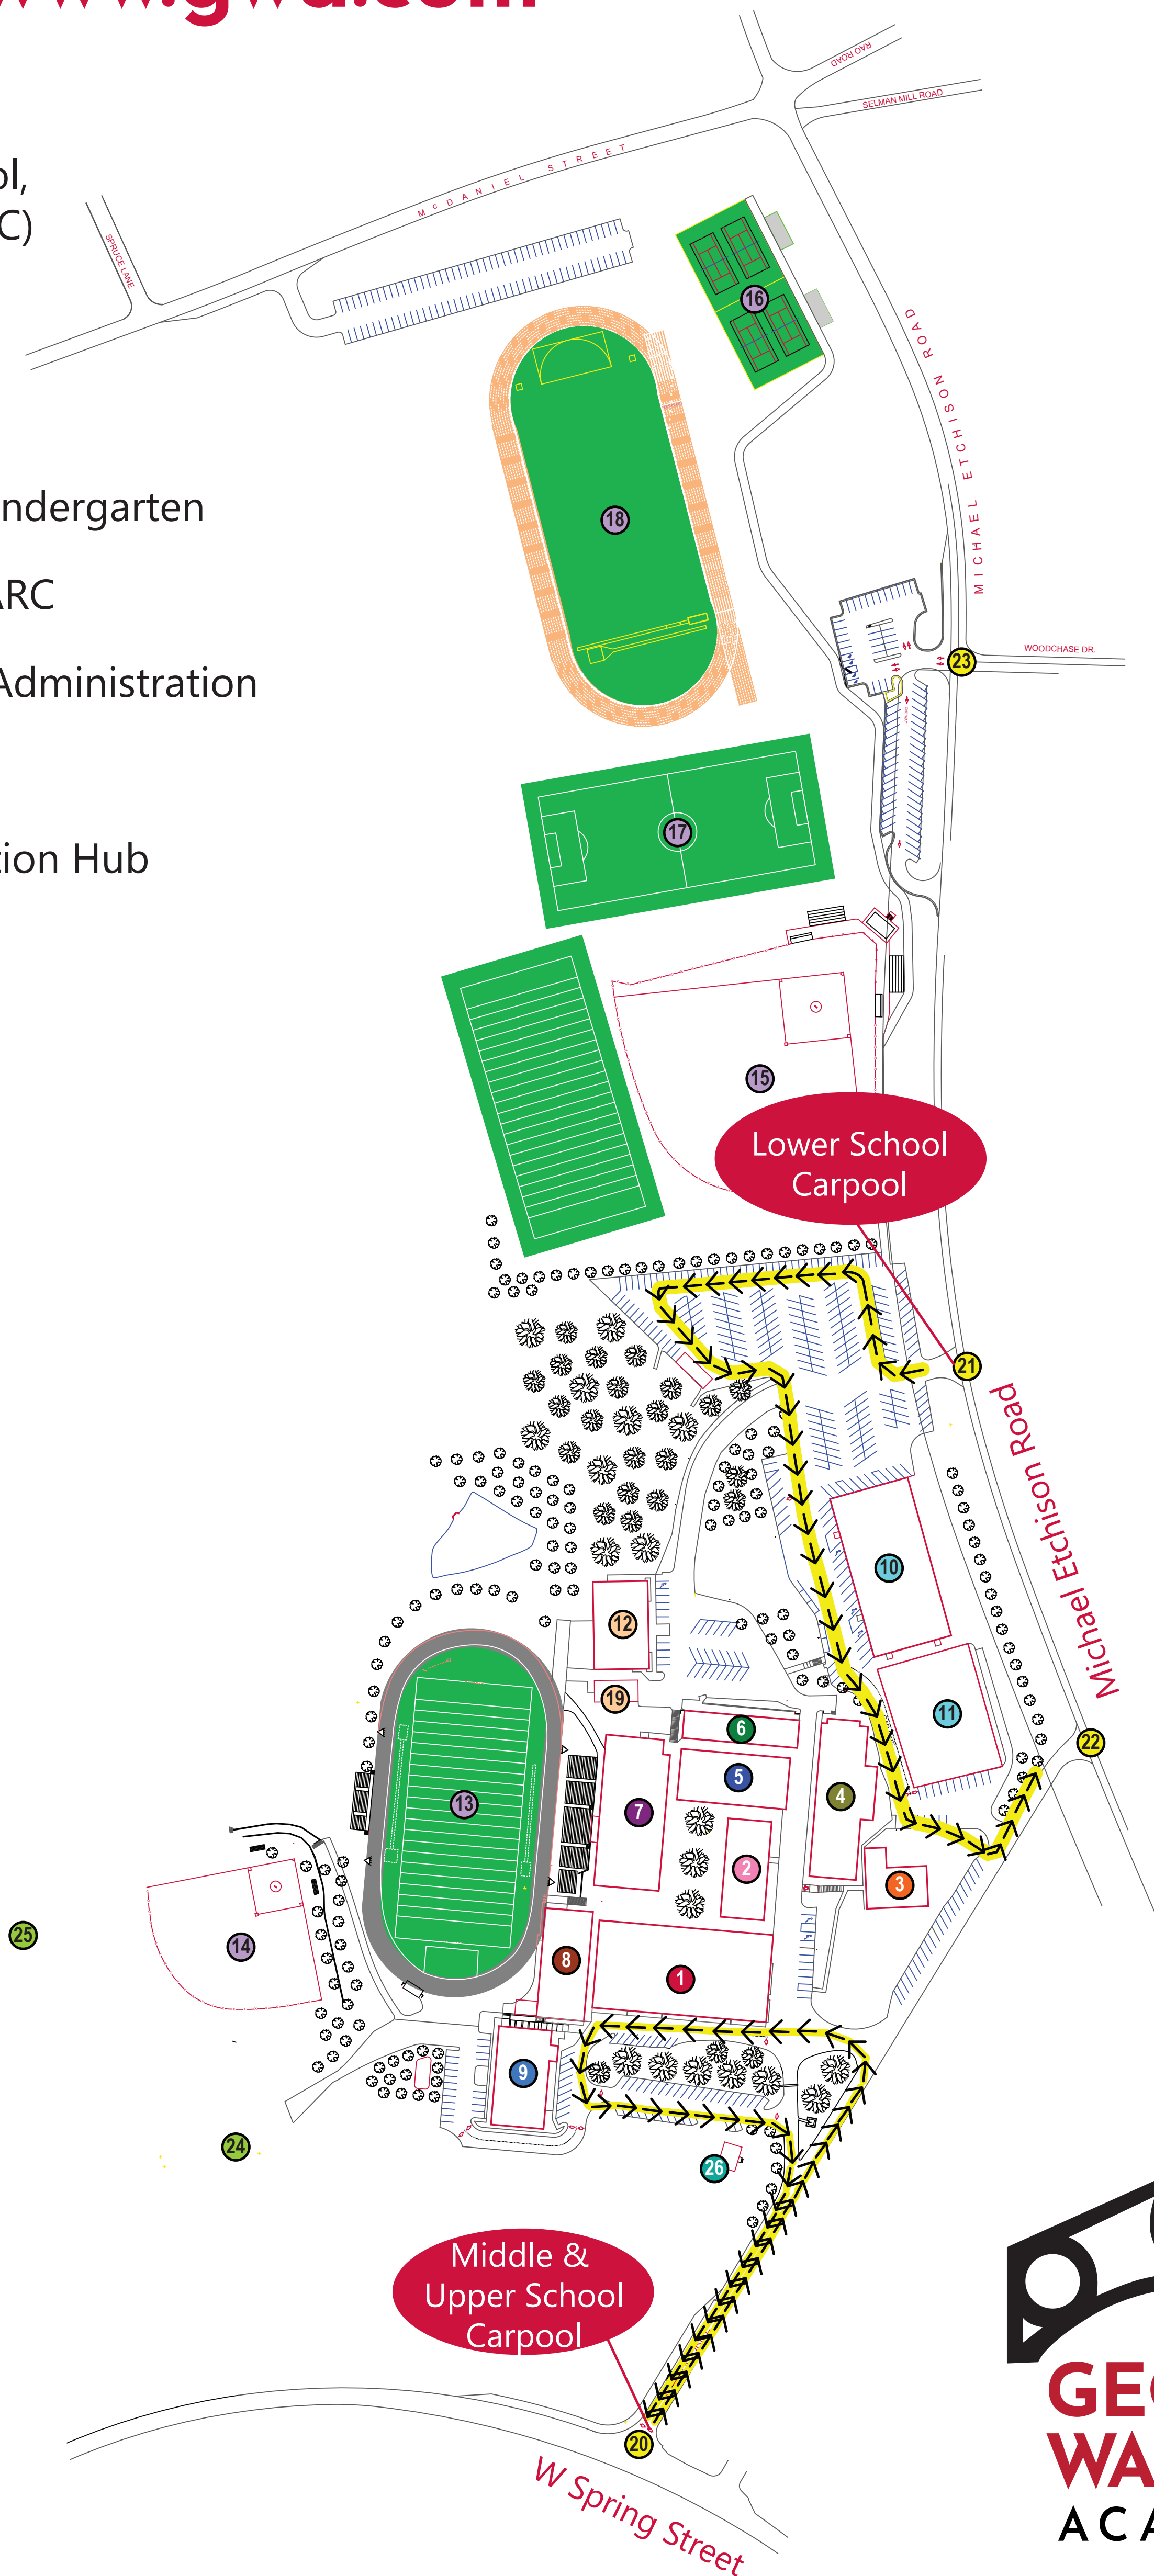 www.gwa.com
RAO ROAD
SELMAN MILL ROAD
McDANIEL STREET
ol,
C)
SPRUCE LANE
16
MICHAEL ETCHISON ROAD
ndergarten
18
ARC
WOODCHASE DR.
23
Administration
17
tion Hub
15
Lower School
Carpool
21
Michael Etchison Road
10
12
19
11
6
22
5
4
7
13
2
3
25
14
8
1
9
24
26
Middle &
Upper School
Carpool
20
W Spring Street
GEO
WA
ACA